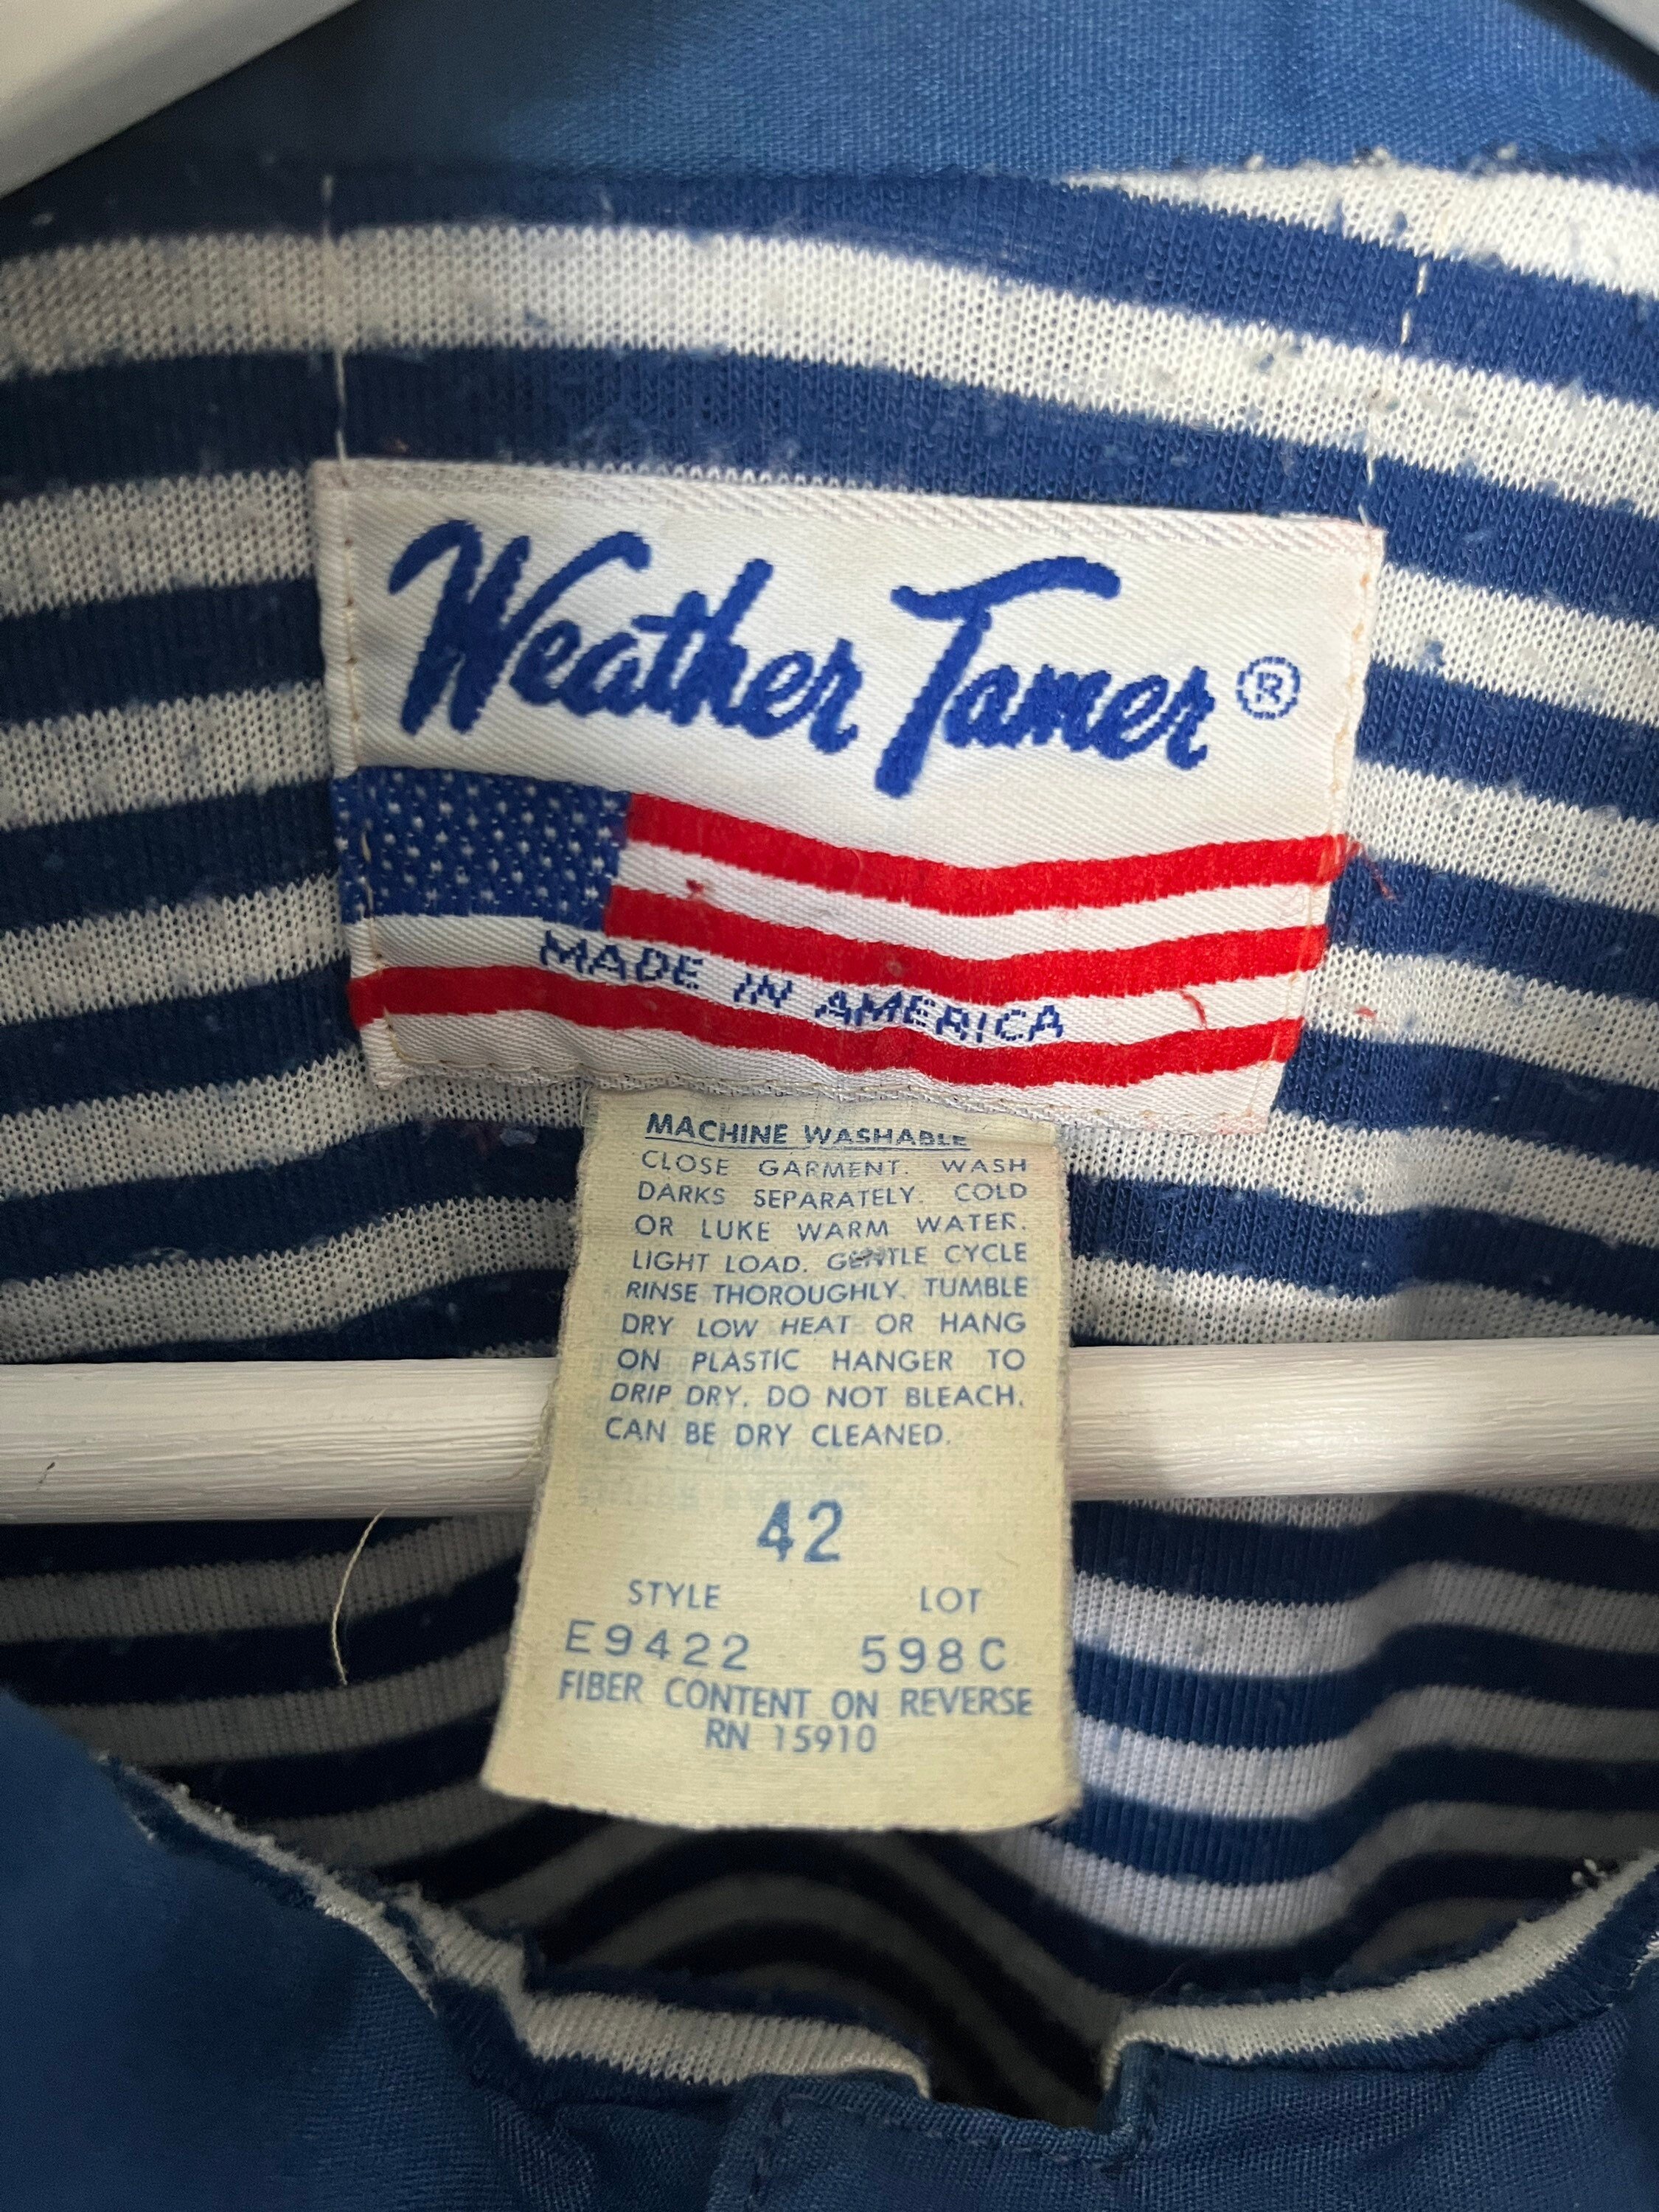 Weather Tamer ®
MADE IN AMERICA
MACHINE WASHABLE
CLOSE GARMENT. WASH
DARKS SEPARATELY. COLD
OR LUKE WARM WATER.
LIGHT LOAD. GENTLE CYCLE
RINSE THOROUGHLY. TUMBLE
DRY LOW HEAT OR HANG
ON PLASTIC HANGER TO
DRIP DRY. DO NOT BLEACH.
CAN BE DRY CLEANED.
42
STYLE LOT
E9422 598C
FIBER CONTENT ON REVERSE
RN 15910